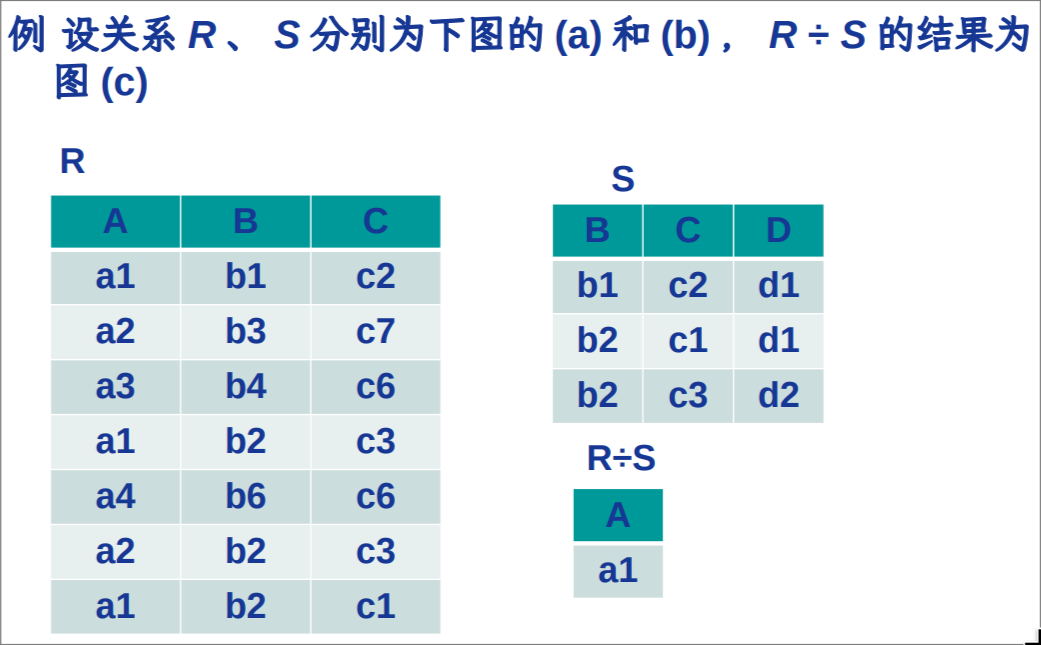 例 设关系 R 、 S 分别为下图的 (a) 和 (b) ， R ÷ S 的结果为
图 (c)
R
A B C
a1 b1 c2
a2 b3 c7
a3 b4 c6
a1 b2 c3
a4 b6 c6
a2 b2 c3
a1 b2 c1
S
B C D
b1 c2 d1
b2 c1 d1
b2 c3 d2
R÷S
A
a1